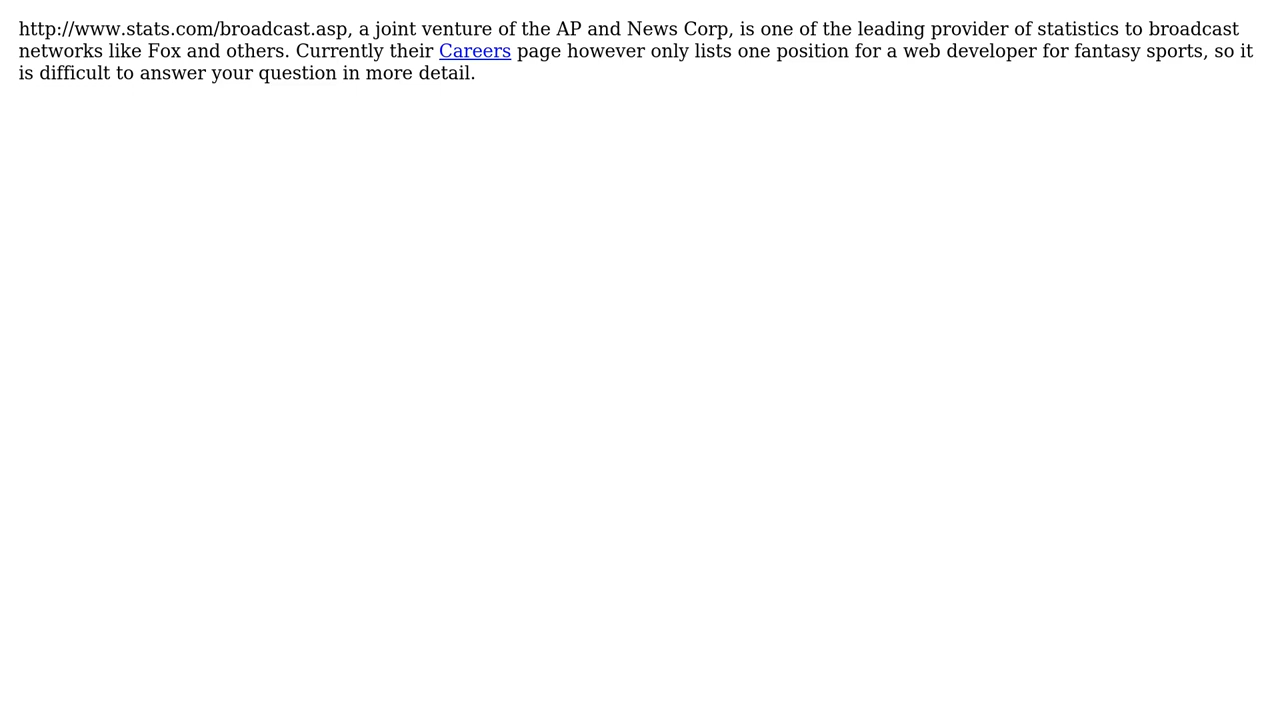 http://www.stats.com/broadcast.asp, a joint venture of the AP and News Corp, is one of the leading provider of statistics to broadcast
networks like Fox and others. Currently their Careers page however only lists one position for a web developer for fantasy sports, so it
is difficult to answer your question in more detail.